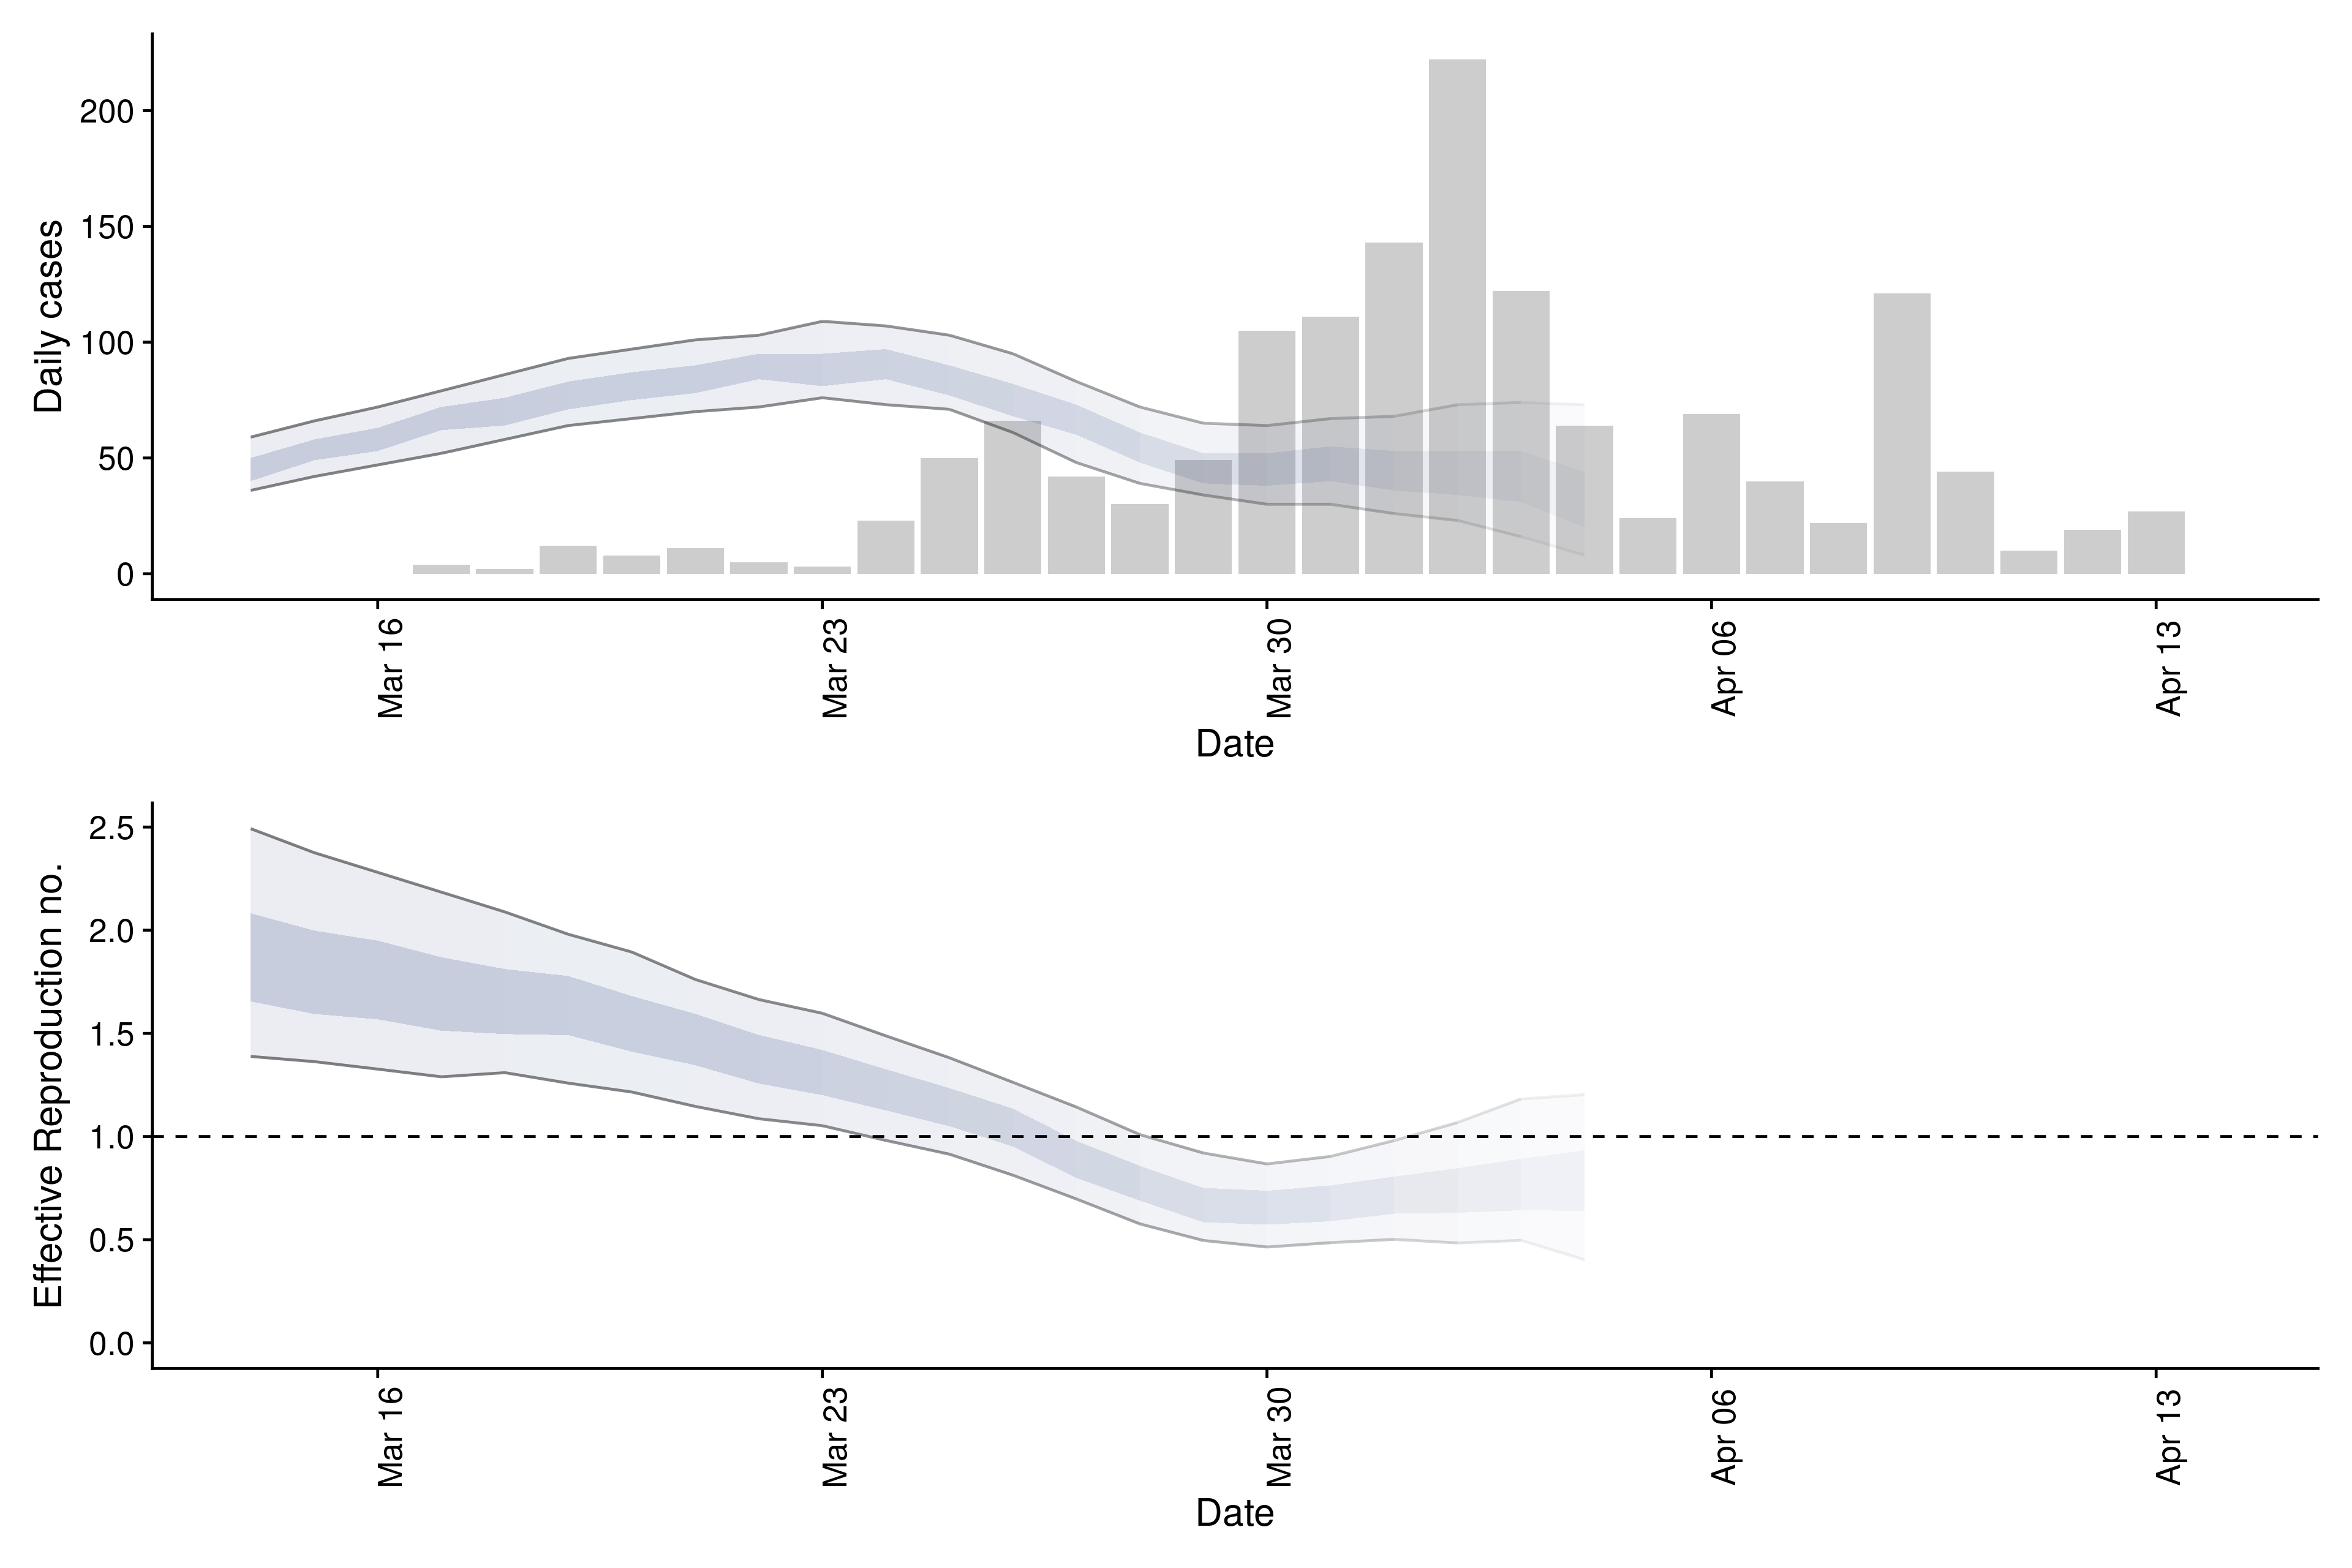 Daily cases
200
150
100
50
0
Mar 16
Mar 23
Mar 30
Apr 06
Apr 13
Date
Effective Reproduction no.
2.5
2.0
1.5
1.0
0.5
0.0
Mar 16
Mar 23
Mar 30
Apr 06
Apr 13
Date